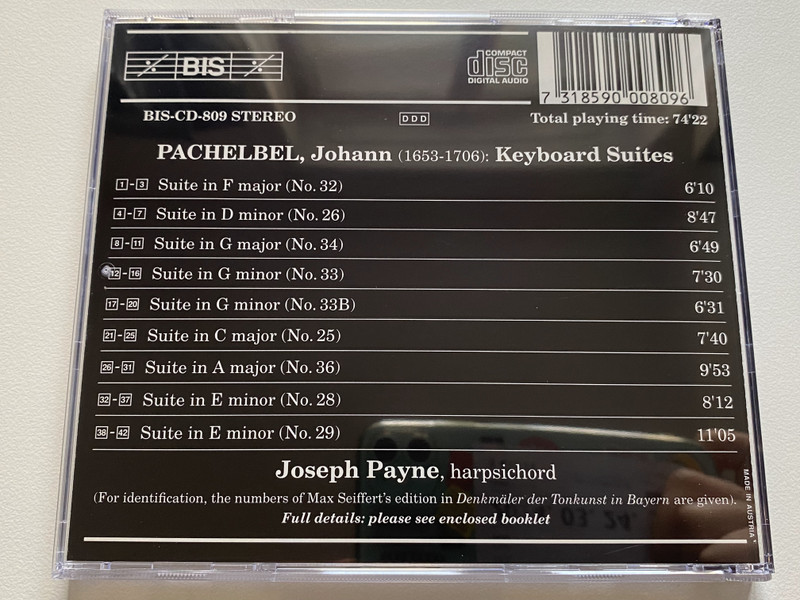 BIS
COMPACT disc DIGITAL AUDIO
7 318590 008096
BIS-CD-809 STEREO DDD Total playing time: 74'22
PACHELBEL, Johann (1653-1706): Keyboard Suites
1-3 Suite in F major (No. 32) 6'10
4-7 Suite in D minor (No. 26) 8'47
8-11 Suite in G major (No. 34) 6'49
12-16 Suite in G minor (No. 33) 7'30
17-20 Suite in G minor (No. 33B) 6'31
21-25 Suite in C major (No. 25) 7'40
26-31 Suite in A major (No. 36) 9'53
32-37 Suite in E minor (No. 28) 8'12
38-42 Suite in E minor (No. 29) 11'05
Joseph Payne, harpsichord
(For identification, the numbers of Max Seiffert's edition in Denkmäler der Tonkunst in Bayern are given).
Full details: please see enclosed booklet
MADE IN AUSTRIA